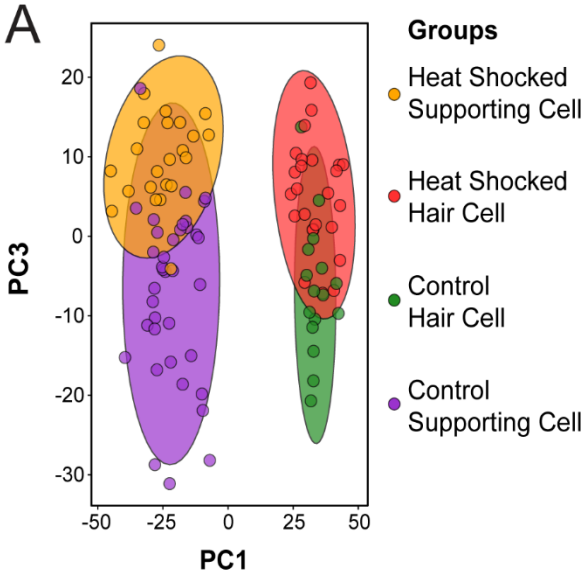 A
Groups
Heat Shocked
Supporting Cell
Heat Shocked
Hair Cell
Control
Hair Cell
Control
Supporting Cell
PC3
20
10
0
-10
-20
-30
-50
-25
0
25
50
PC1